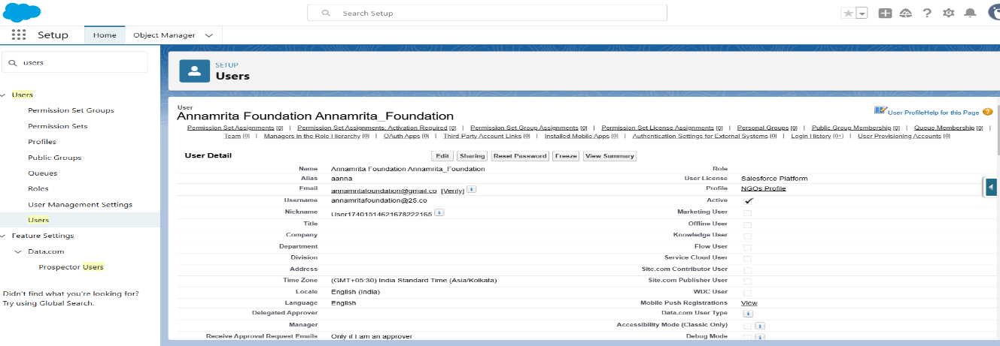 Search Setup
Setup
Home
Object Manager
users
SETUP
Users
Users
Permission Set Groups
Permission Sets
Profiles
Public Groups
Queues
Roles
User Management Settings
Users
Feature Settings
Data.com
Prospector Users
Didn't find what you're looking for?
Try using Global Search.
User
Annamrita Foundation Annamrita_Foundation
User Profile Help for this Page
Permission Set Assignments [0] | Permission Set Assignments: Activation Required [0] | Permission Set Group Assignments [0] | Permission Set License Assignments [0] | Personal Groups [0] | Public Group Membership [0] | Queue Membership [0] |
Team [0] | Managers in the Role Hierarchy [0] | OAuth Apps [0] | Third-Party Account Links [0] | Installed Mobile Apps [0] | Authentication Settings for External Systems [0] | Login History [0+] | User Provisioning Accounts [0]
User Detail
Edit Sharing Reset Password Freeze View Summary
Name Annamrita Foundation Annamrita_Foundation Role
Alias aanna User License Salesforce Platform
Email annamritafoundation@gmail.co [Verify] i Profile NGOs Profile
Username annamritafoundation@25.co Active
Nickname User17401514621678222165 i Marketing User
Title Offline User
Company Knowledge User
Department Flow User
Division Service Cloud User
Address Site.com Contributor User
Time Zone (GMT+05:30) India Standard Time (Asia/Kolkata) Site.com Publisher User
Locale English (India) WDC User
Language English Mobile Push Registrations View
Delegated Approver Data.com User Type i
Manager Accessibility Mode (Classic Only) i
Receive Approval Request Emails Only if I am an approver Debug Mode i